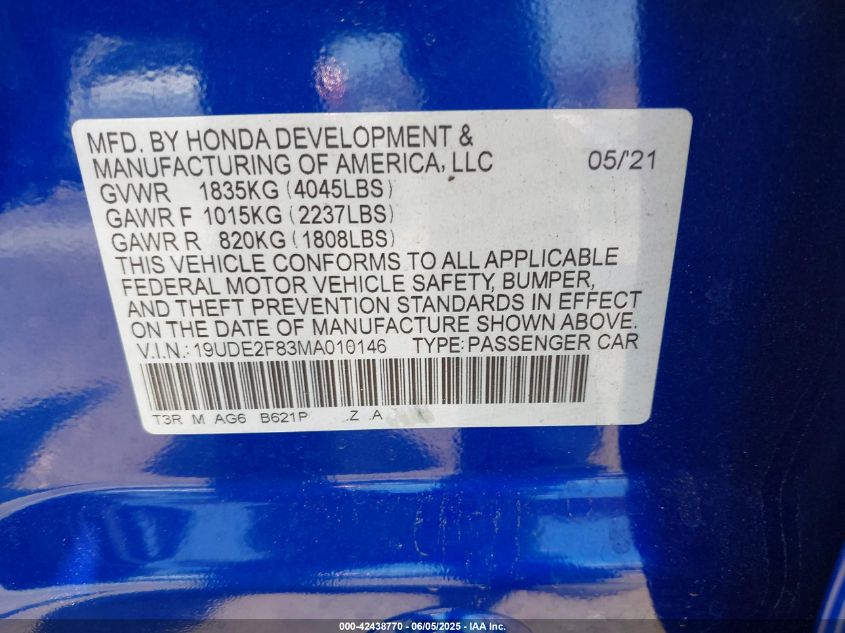 MFD. BY HONDA DEVELOPMENT &
MANUFACTURING OF AMERICA, LLC 05/'21
GVWR 1835KG (4045LBS)
GAWR F 1015KG (2237LBS)
GAWR R 820KG (1808LBS)
THIS VEHICLE CONFORMS TO ALL APPLICABLE
FEDERAL MOTOR VEHICLE SAFETY, BUMPER,
AND THEFT PREVENTION STANDARDS IN EFFECT
ON THE DATE OF MANUFACTURE SHOWN ABOVE.
V.I.N.: 19UDE2F83MA010146 TYPE: PASSENGER CAR
T3R M AG6 B621P Z A
000-42438770 - 06/05/2025 - IAA Inc.